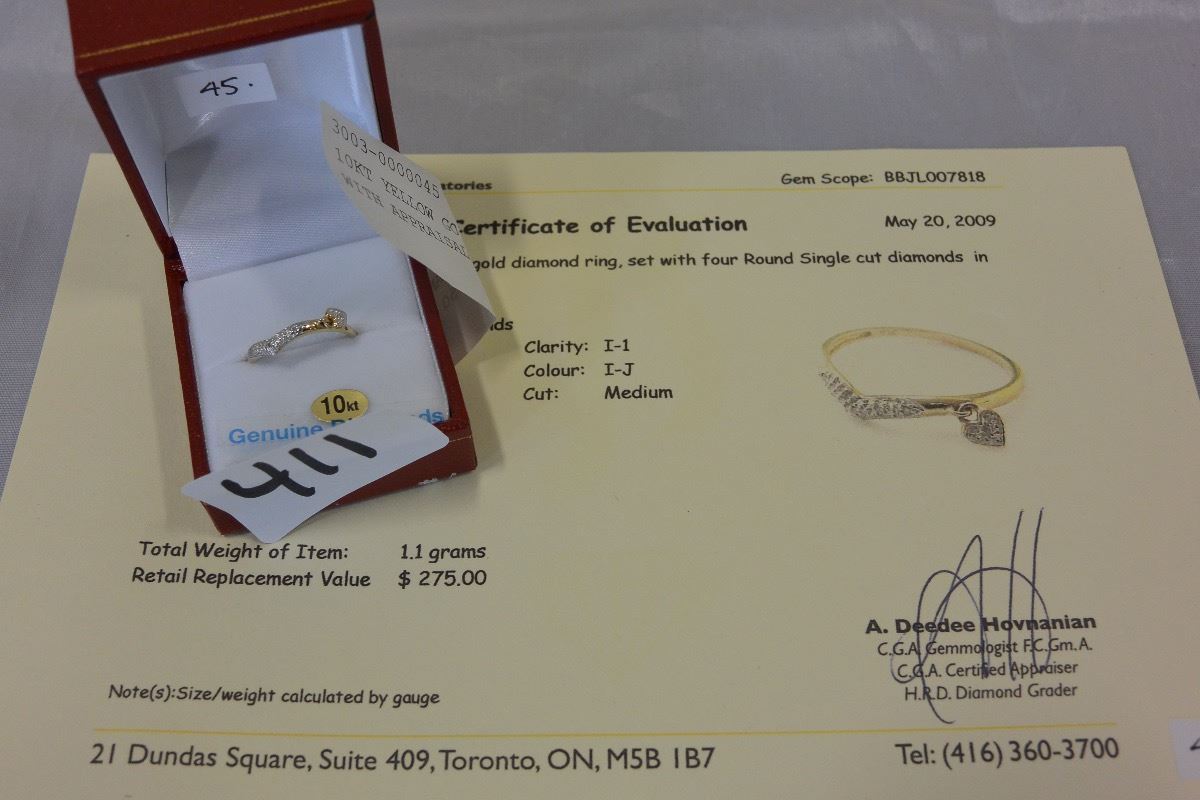 45.
3003-0000045
10KT YELLOW GO
WITH APPRAISAL
Gem Scope: BBJL007818
Certificate of Evaluation
May 20, 2009
gold diamond ring, set with four Round Single cut diamonds in
Clarity: I-1
Colour: I-J
Cut: Medium
10kt
Genuine
411
Total Weight of Item: 1.1 grams
Retail Replacement Value $ 275.00
A. Deedee Hovnanian
C.G.A. Gemmologist F.C.Gm.A.
C.G.A. Certified Appraiser
H.R.D. Diamond Grader
Note(s):Size/weight calculated by gauge
21 Dundas Square, Suite 409, Toronto, ON, M5B 1B7
Tel: (416) 360-3700